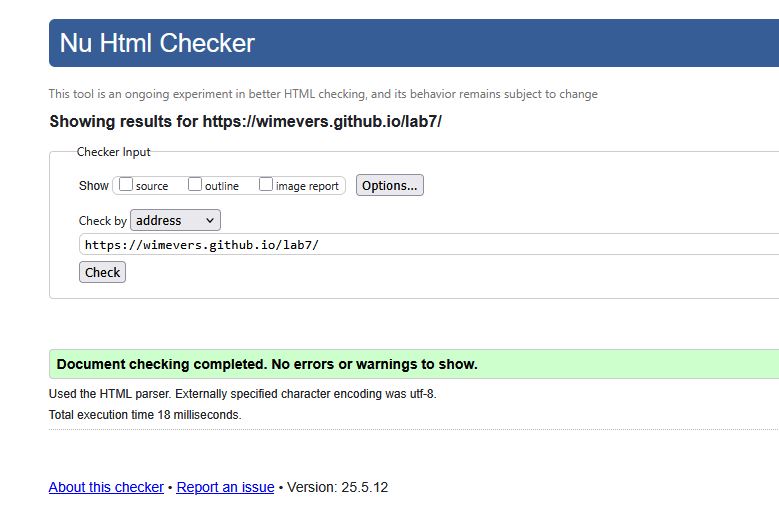 Nu Html Checker
This tool is an ongoing experiment in better HTML checking, and its behavior remains subject to change
Showing results for https://wimevers.github.io/lab7/
Checker Input
Show source outline image report Options...
Check by address
https://wimevers.github.io/lab7/
Check
Document checking completed. No errors or warnings to show.
Used the HTML parser. Externally specified character encoding was utf-8.
Total execution time 18 milliseconds.
About this checker • Report an issue • Version: 25.5.12